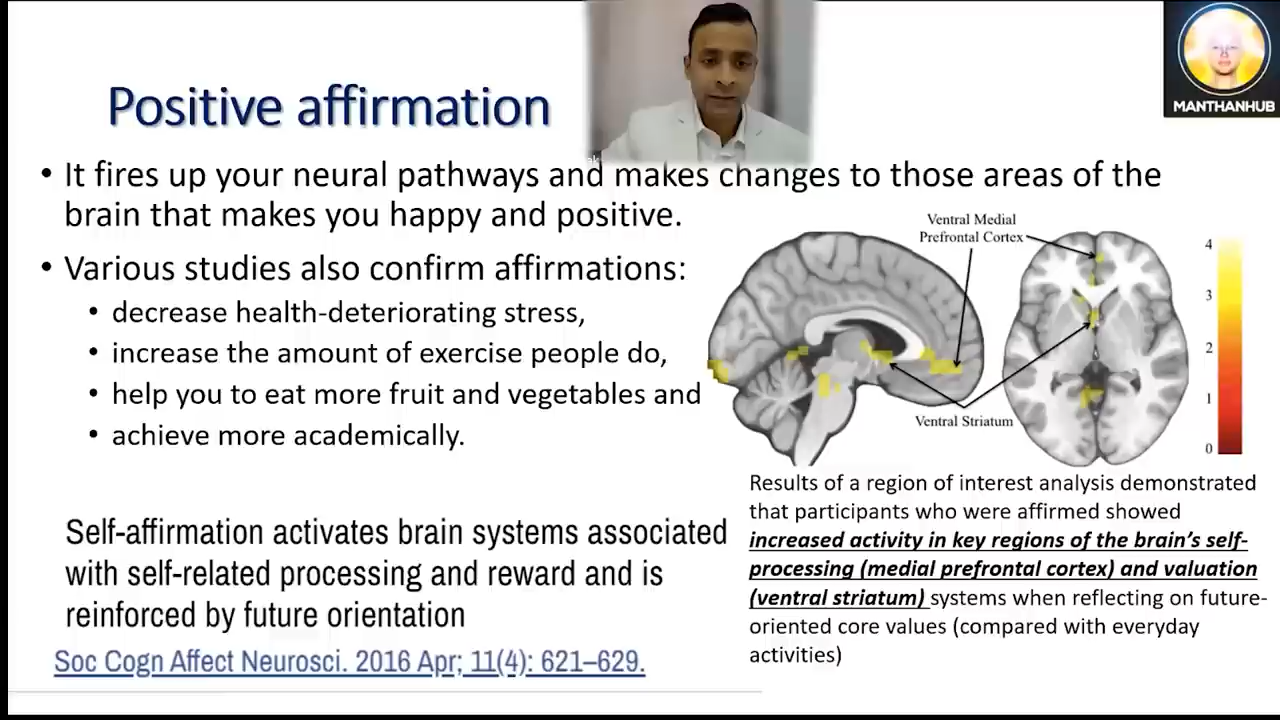 Positive affirmation
MANTHANHUB
• It fires up your neural pathways and makes changes to those areas of the
brain that makes you happy and positive.
• Various studies also confirm affirmations:
• decrease health-deteriorating stress,
• increase the amount of exercise people do,
• help you to eat more fruit and vegetables and
• achieve more academically.
Self-affirmation activates brain systems associated
with self-related processing and reward and is
reinforced by future orientation
Soc Cogn Affect Neurosci. 2016 Apr; 11(4): 621–629.
Ventral Medial
Prefrontal Cortex
Ventral Striatum
4
3
2
1
0
Results of a region of interest analysis demonstrated
that participants who were affirmed showed
increased activity in key regions of the brain's self-
processing (medial prefrontal cortex) and valuation
(ventral striatum) systems when reflecting on future-
oriented core values (compared with everyday
activities)